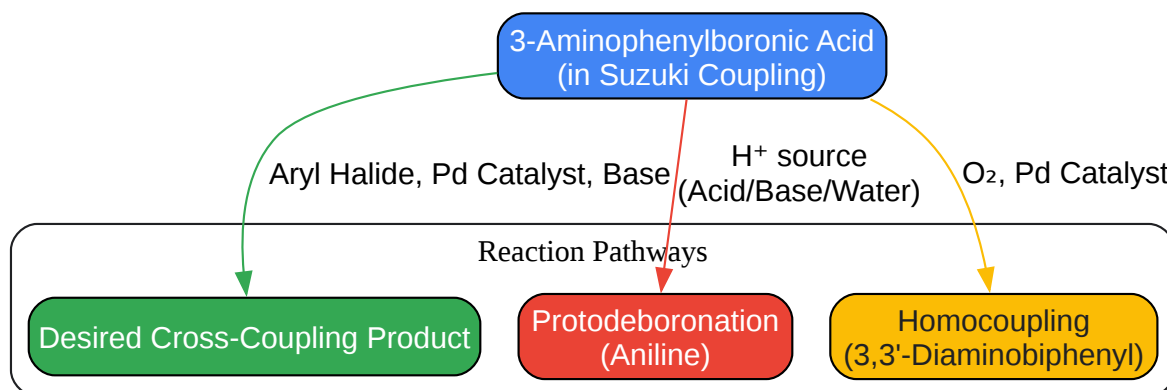 3-Aminophenylboronic Acid
(in Suzuki Coupling)
Aryl Halide, Pd Catalyst, Base
H⁺ source
(Acid/Base/Water)
O₂, Pd Catalyst
Reaction Pathways
Desired Cross-Coupling Product
Protodeboronation
(Aniline)
Homocoupling
(3,3'-Diaminobiphenyl)